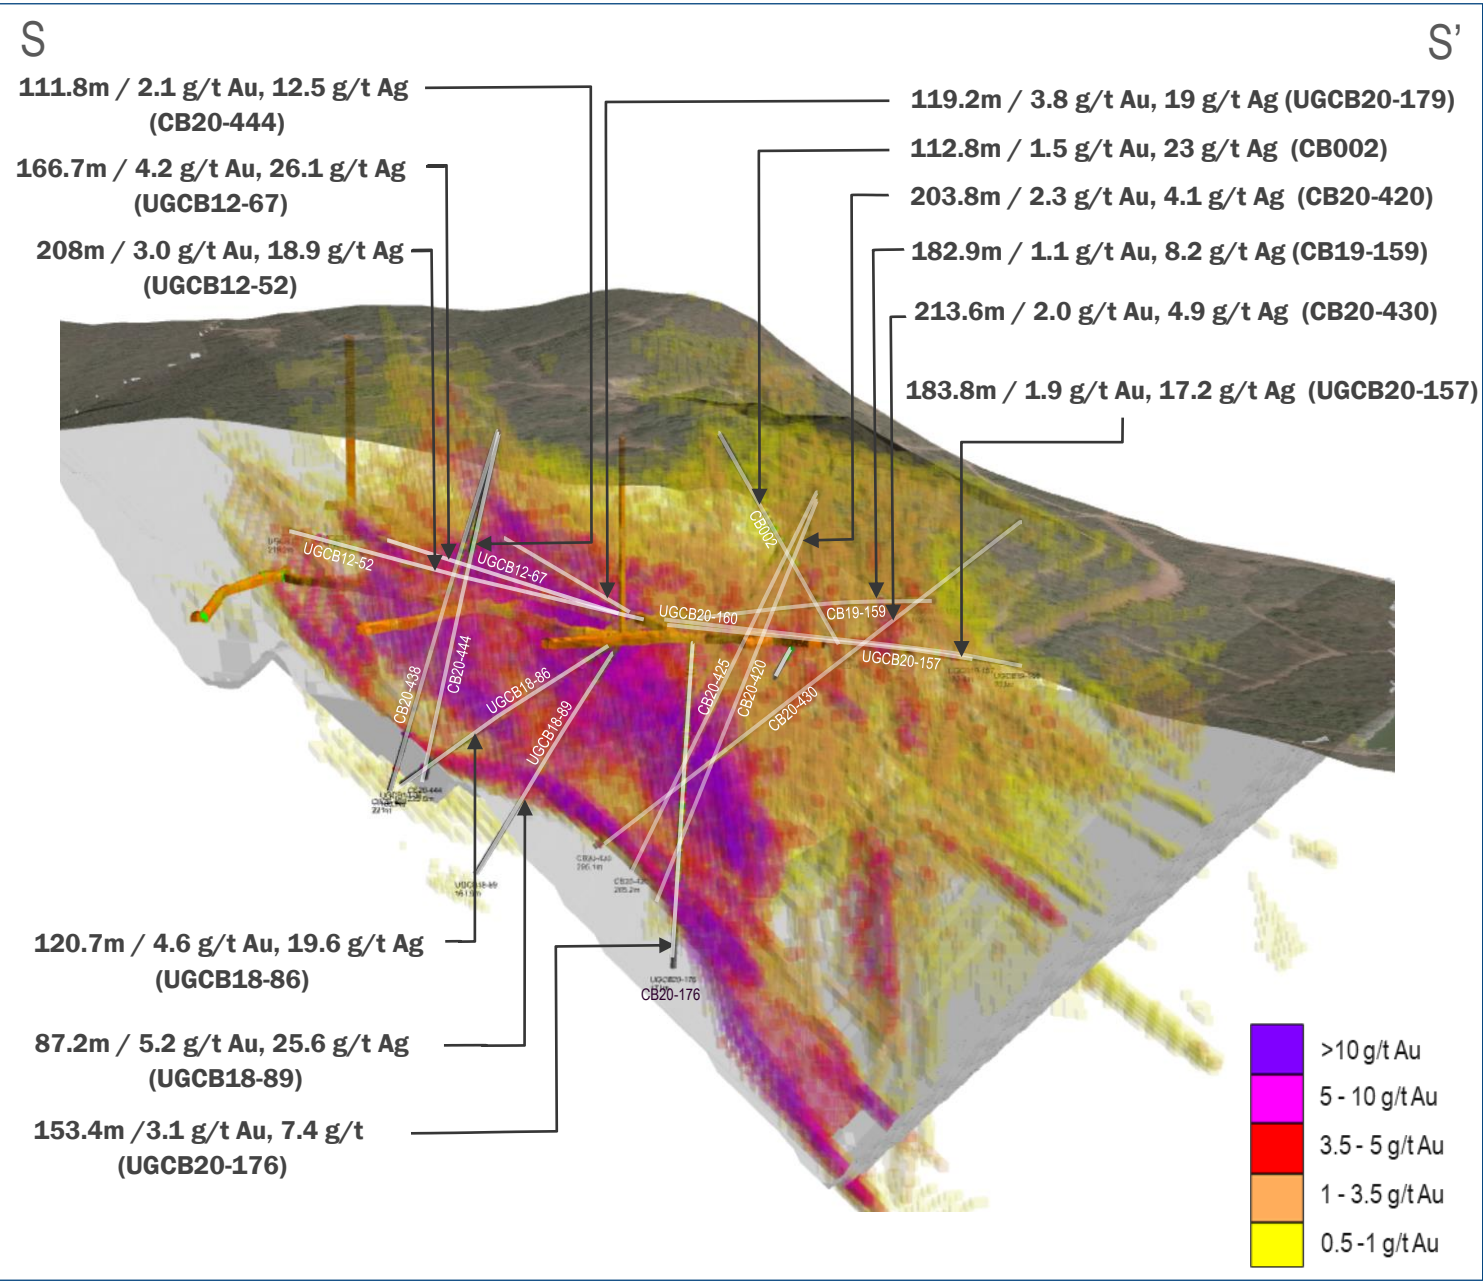 S
S’
111.8m / 2.1 g/t Au, 12.5 g/t Ag
(CB20-444)
166.7m / 4.2 g/t Au, 26.1 g/t Ag
(UGCB12-67)
208m / 3.0 g/t Au, 18.9 g/t Ag
(UGCB12-52)
119.2m / 3.8 g/t Au, 19 g/t Ag (UGCB20-179)
112.8m / 1.5 g/t Au, 23 g/t Ag (CB002)
203.8m / 2.3 g/t Au, 4.1 g/t Ag (CB20-420)
182.9m / 1.1 g/t Au, 8.2 g/t Ag (CB19-159)
213.6m / 2.0 g/t Au, 4.9 g/t Ag (CB20-430)
183.8m / 1.9 g/t Au, 17.2 g/t Ag (UGCB20-157)
CB002
UGCB12-52
UGCB12-67
UGCB20-160
CB19-159
UGCB20-157
CB20-438
CB20-444
UGCB18-86
UGCB18-89
CB20-425
CB20-420
CB20-430
UGCB18-89
CB20-176
120.7m / 4.6 g/t Au, 19.6 g/t Ag
(UGCB18-86)
87.2m / 5.2 g/t Au, 25.6 g/t Ag
(UGCB18-89)
153.4m /3.1 g/t Au, 7.4 g/t
(UGCB20-176)
>10 g/t Au
5 - 10 g/t Au
3.5 - 5 g/t Au
1 - 3.5 g/t Au
0.5 -1 g/t Au